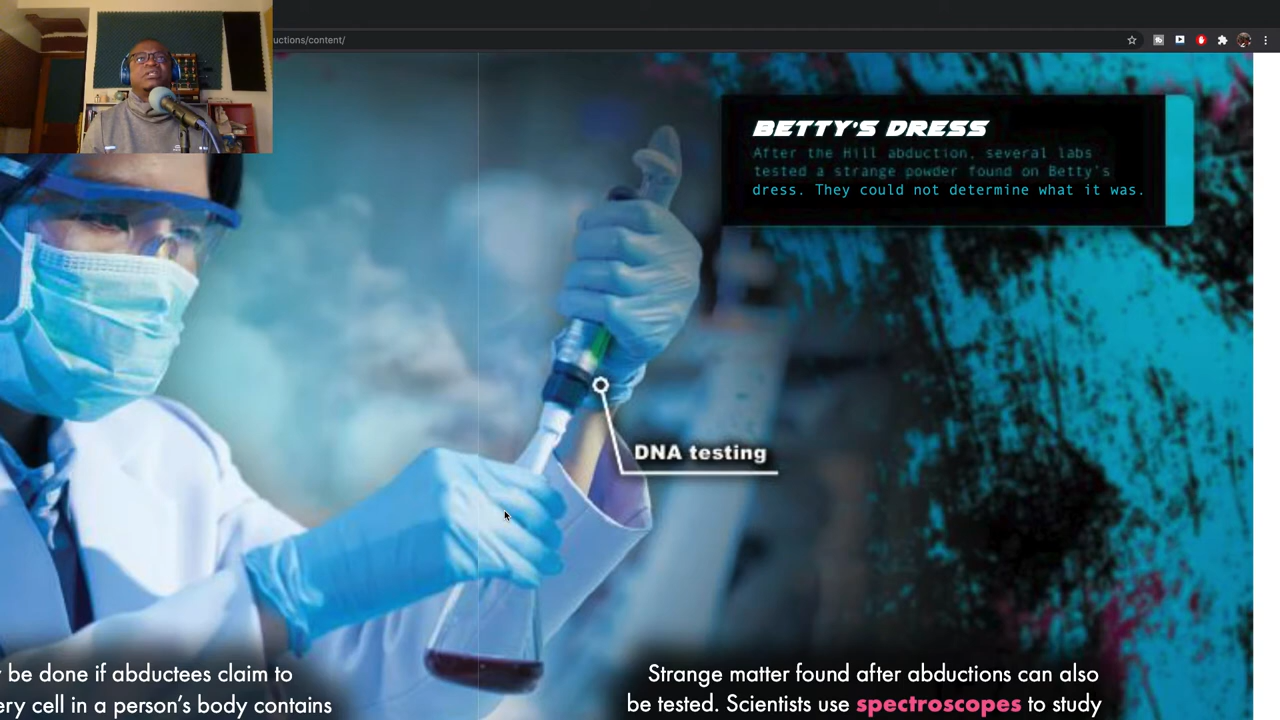 uctions/content/
BETTY'S DRESS
After the Hill abduction, several labs
tested a strange powder found on Betty's
dress. They could not determine what it was.
DNA testing
be done if abductees claim to
ery cell in a person's body contains
Strange matter found after abductions can also
be tested. Scientists use spectroscopes to study